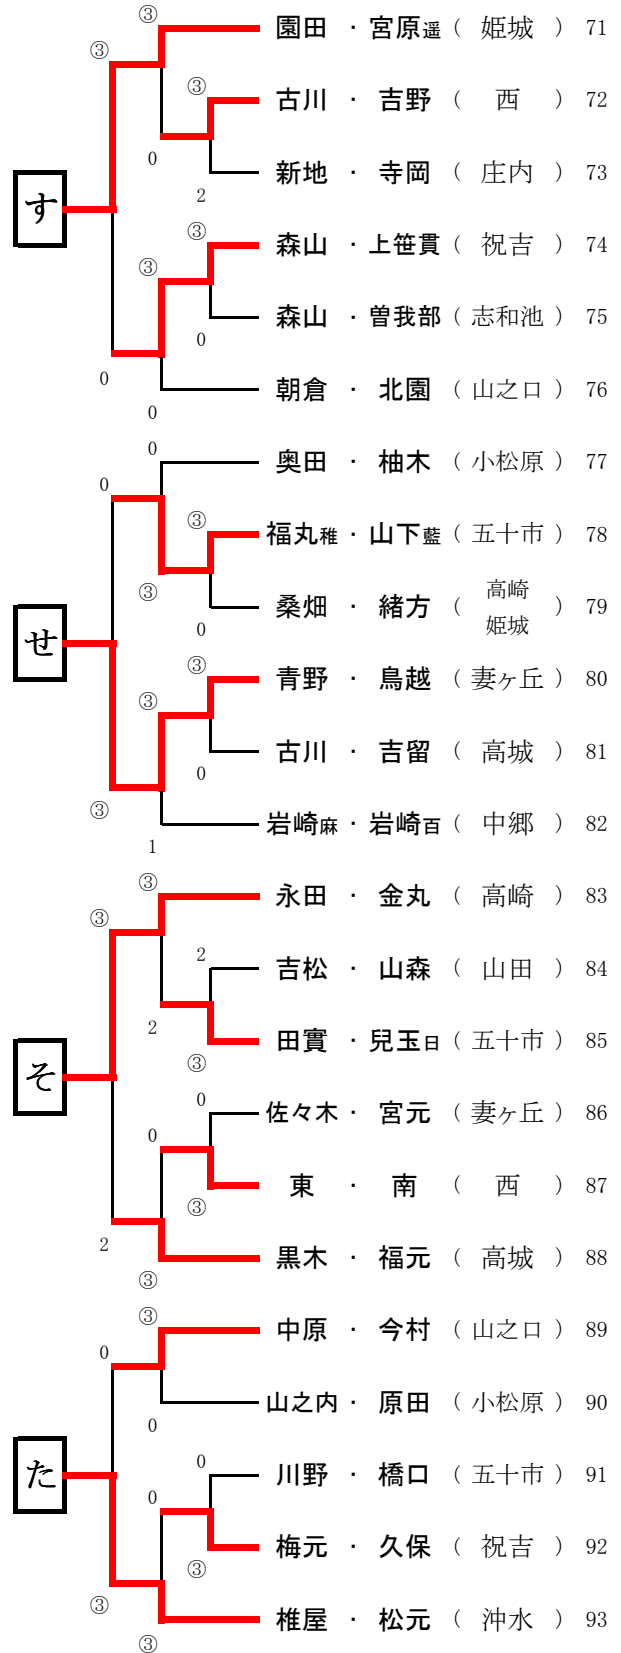 ③
園田 ・ 宮原遥 （ 姫城 ） 71
③
③
古川 ・ 吉野 （ 西 ） 72
0
新地 ・ 寺岡 （ 庄内 ） 73
2
す
③
森山 ・ 上笹貫 （ 祝吉 ） 74
③
森山 ・ 曽我部 （ 志和池 ） 75
0
0
朝倉 ・ 北園 （ 山之口 ） 76
0
0
奥田 ・ 柚木 （ 小松原 ） 77
0
③
福丸稚 ・ 山下藍 （ 五十市 ） 78
③
桑畑 ・ 緒方 （ 高崎 姫城 ） 79
0
せ
③
青野 ・ 鳥越 （ 妻ヶ丘 ） 80
③
古川 ・ 吉留 （ 高城 ） 81
0
③
岩崎麻 ・ 岩崎百 （ 中郷 ） 82
1
③
永田 ・ 金丸 （ 高崎 ） 83
③
2
吉松 ・ 山森 （ 山田 ） 84
2
田實 ・ 兒玉日 （ 五十市 ） 85
③
そ
0
佐々木 ・ 宮元 （ 妻ヶ丘 ） 86
0
東 ・ 南 （ 西 ） 87
③
2
黒木 ・ 福元 （ 高城 ） 88
③
③
中原 ・ 今村 （ 山之口 ） 89
0
山之内 ・ 原田 （ 小松原 ） 90
0
た
0
川野 ・ 橋口 （ 五十市 ） 91
0
梅元 ・ 久保 （ 祝吉 ） 92
③
③
椎屋 ・ 松元 （ 沖水 ） 93
③